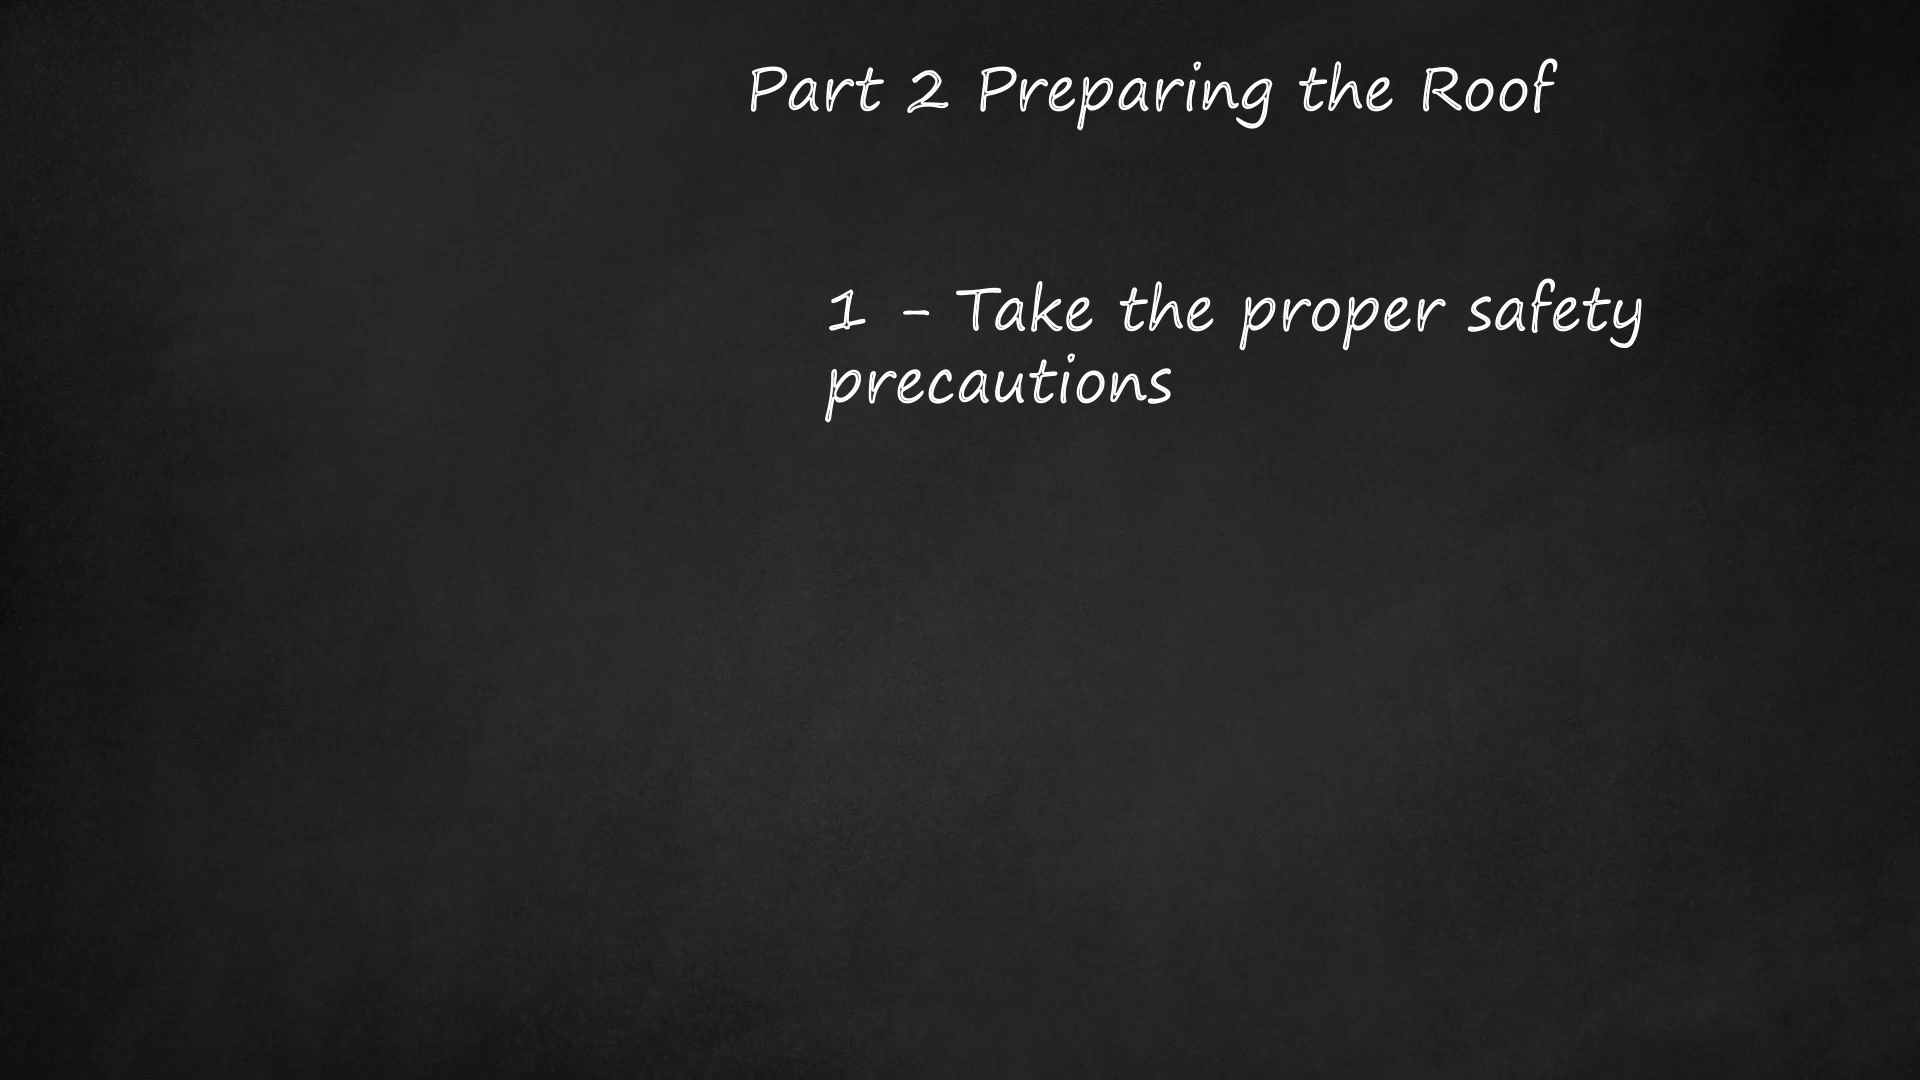 Part 2 Preparing the Roof
1 - Take the proper safety
precautions